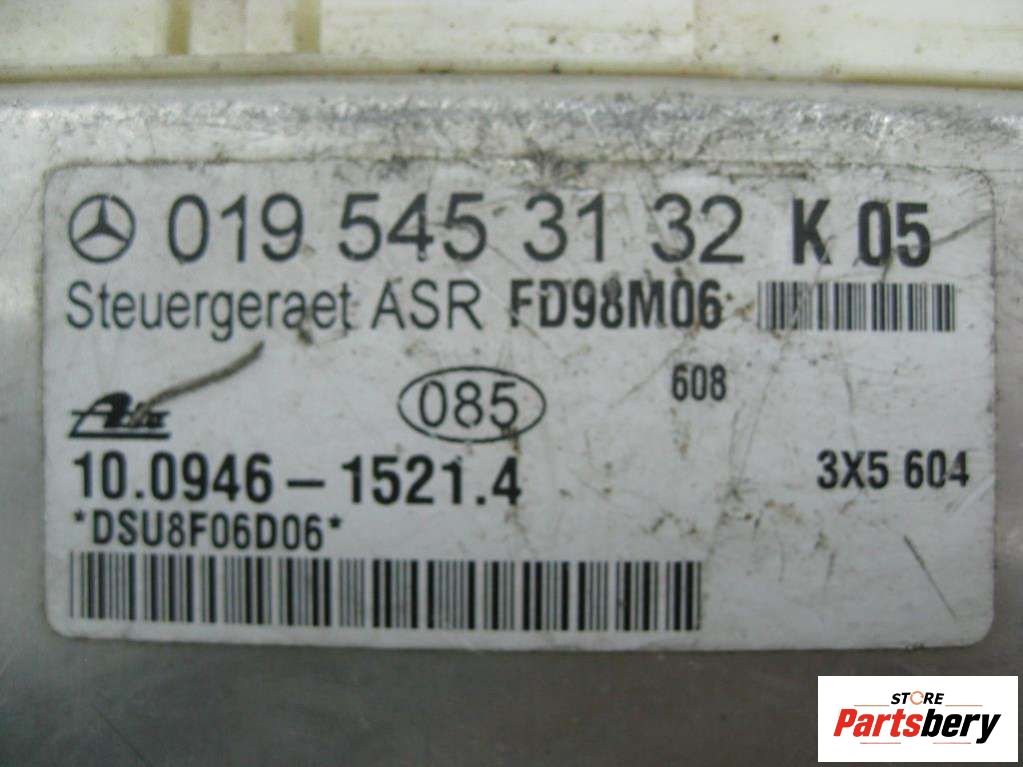 019 545 31 32 K 05
Steuergeraet ASR FD98M06
608
085
Ate
10.0946-1521.4
3X5 604
*DSU8F06D06*
STORE
Partsbery